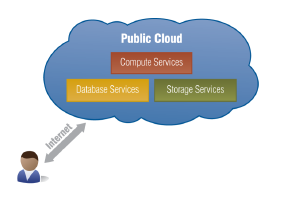 Public Cloud
Compute Services
Database Services
Storage Services
Internet